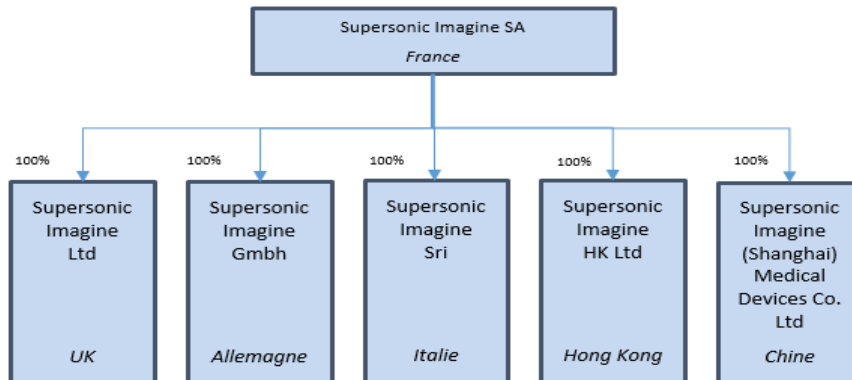 Supersonic Imagine SA
France
100%
100%
100%
100%
100%
Supersonic
Imagine
Ltd
UK
Supersonic
Imagine
Gmbh
Allemagne
Supersonic
Imagine
Sri
Italie
Supersonic
Imagine
HK Ltd
Hong Kong
Supersonic
Imagine
(Shanghai)
Medical
Devices Co.
Ltd
Chine